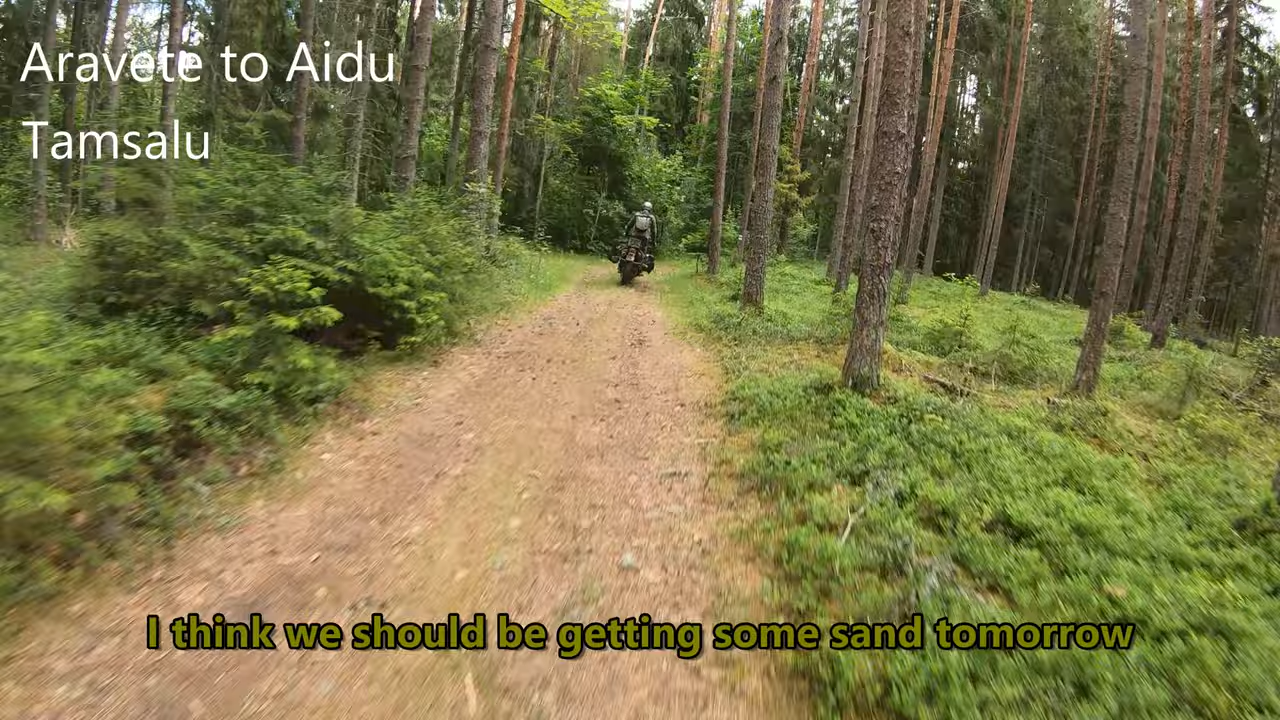 Aravete to Aidu
Tamsalu
I think we should be getting some sand tomorrow